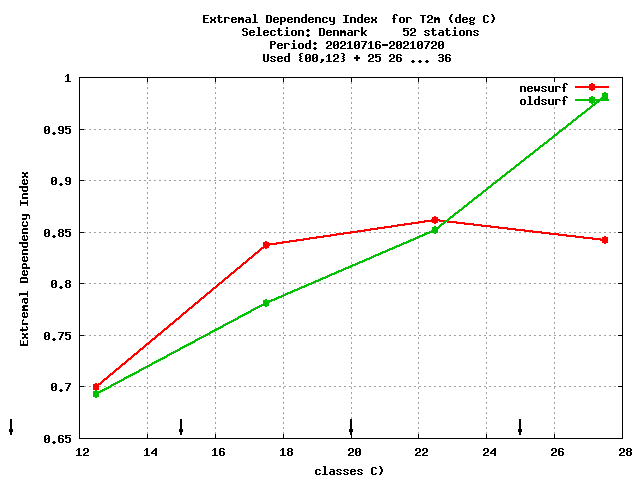 Extremal Dependency Index  for T2m (deg C)
Selection: Denmark     52 stations
Period: 20210716-20210720
Used {00,12} + 25 26 ... 36
newsurf
oldsurf
Extremal Dependency Index
1
0.95
0.9
0.85
0.8
0.75
0.7
0.65
12 14 16 18 20 22 24 26 28
classes C)